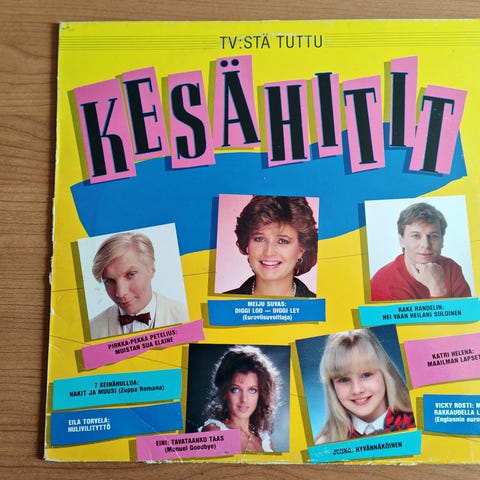 TV:STÄ TUTTU
KESÄHITIT
PIRKKA-PEKKA PETELIUS:
MUISTAN SUA ELAINE
MEIJU SUVAS:
DIGGI LOO — DIGGI LEY
(Euroviisuvoittaja)
KAKE RANDELIN:
HEI VAAN HEILANI SULOINEN
7 SEINÄHULLUA:
NAKIT JA MUUSI (Zuppa Romana)
KATRI HELENA:
MAAILMAN LAPSET
EILA TORVELA:
HULIVILITYTTÖ
EINI: TAVATAANKO TAAS
(Manuel Goodbye)
JONNA: HYVÄNNÄKÖINEN
VICKY ROSTI:
RAKKAUDELLA
(Englannin